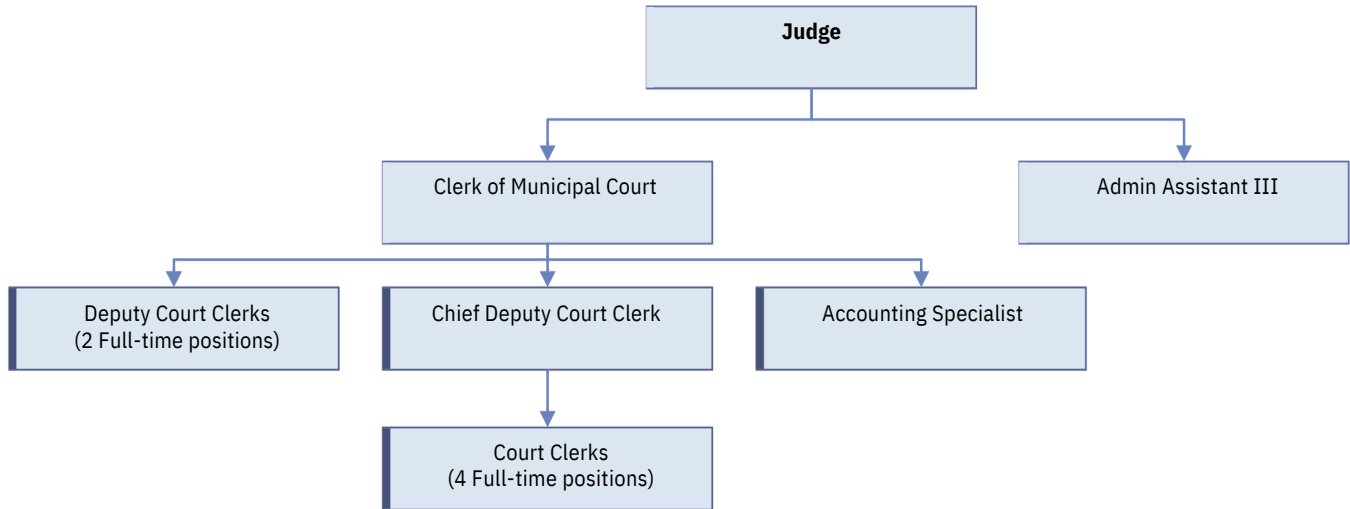 Judge
Clerk of Municipal Court
Admin Assistant III
Deputy Court Clerks
(2 Full-time positions)
Chief Deputy Court Clerk
Accounting Specialist
Court Clerks
(4 Full-time positions)